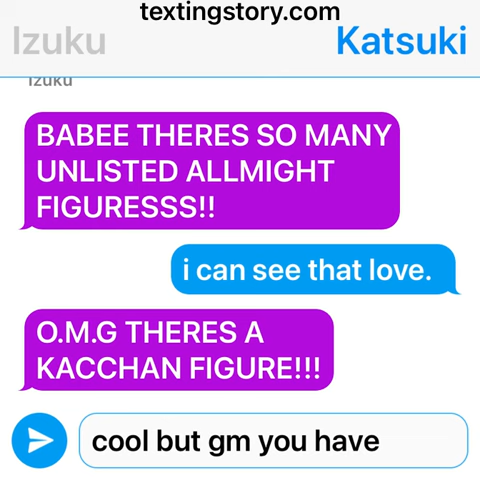 textingstory.com
Izuku
Katsuki
Izuku
BABEE THERES SO MANY
UNLISTED ALLMIGHT
FIGURESSS!!
i can see that love.
O.M.G THERES A
KACCHAN FIGURE!!!
cool but gm you have